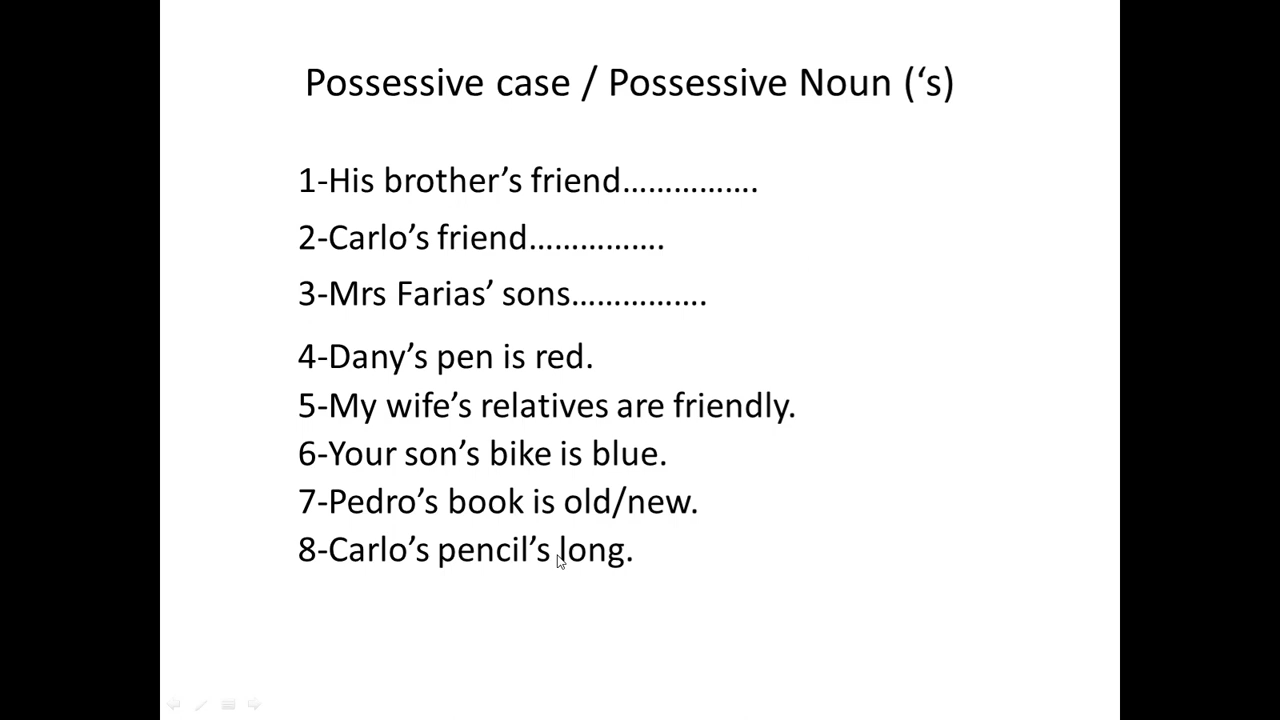 Possessive case / Possessive Noun (‘s)
1-His brother’s friend…………….
2-Carlo’s friend…………….
3-Mrs Farias’ sons…………….
4-Dany’s pen is red.
5-My wife’s relatives are friendly.
6-Your son’s bike is blue.
7-Pedro’s book is old/new.
8-Carlo’s pencil’s long.